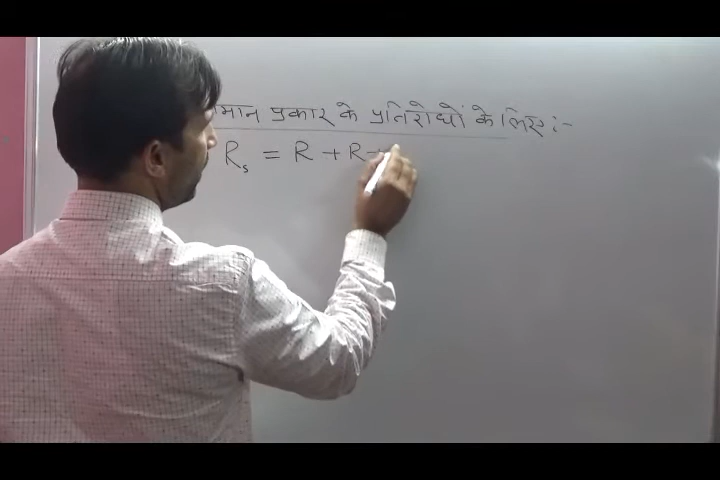 प्रकार के प्रतिरोधों के लिए :-
Rₛ = R + R +